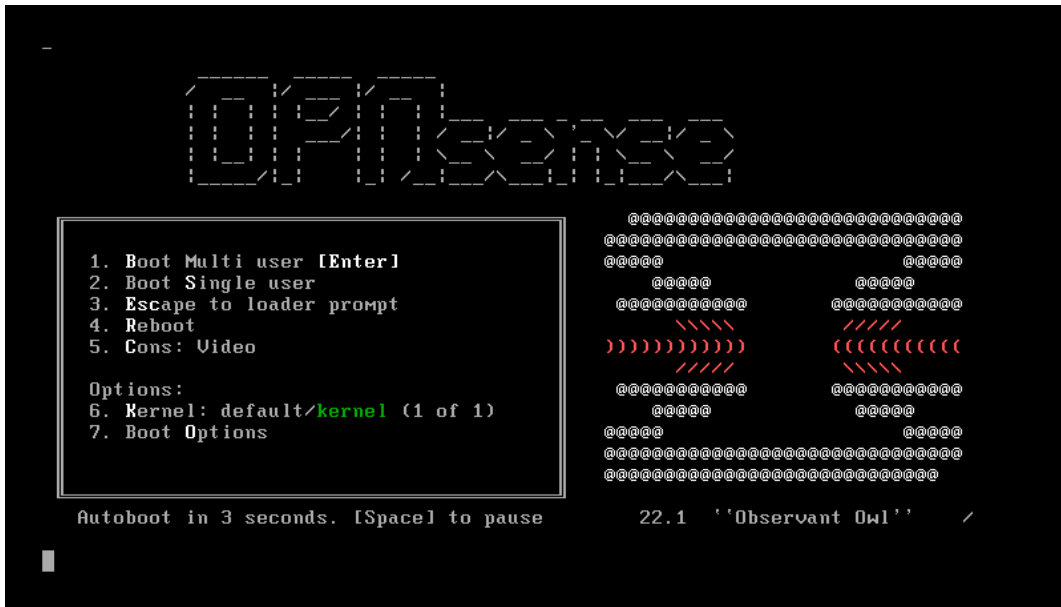 OPNsense
1. Boot Multi user [Enter]
2. Boot Single user
3. Escape to loader prompt
4. Reboot
5. Cons: Video
Options:
6. Kernel: default/kernel (1 of 1)
7. Boot Options
Autoboot in 3 seconds. [Space] to pause
22.1 ``Observant Owl'' /